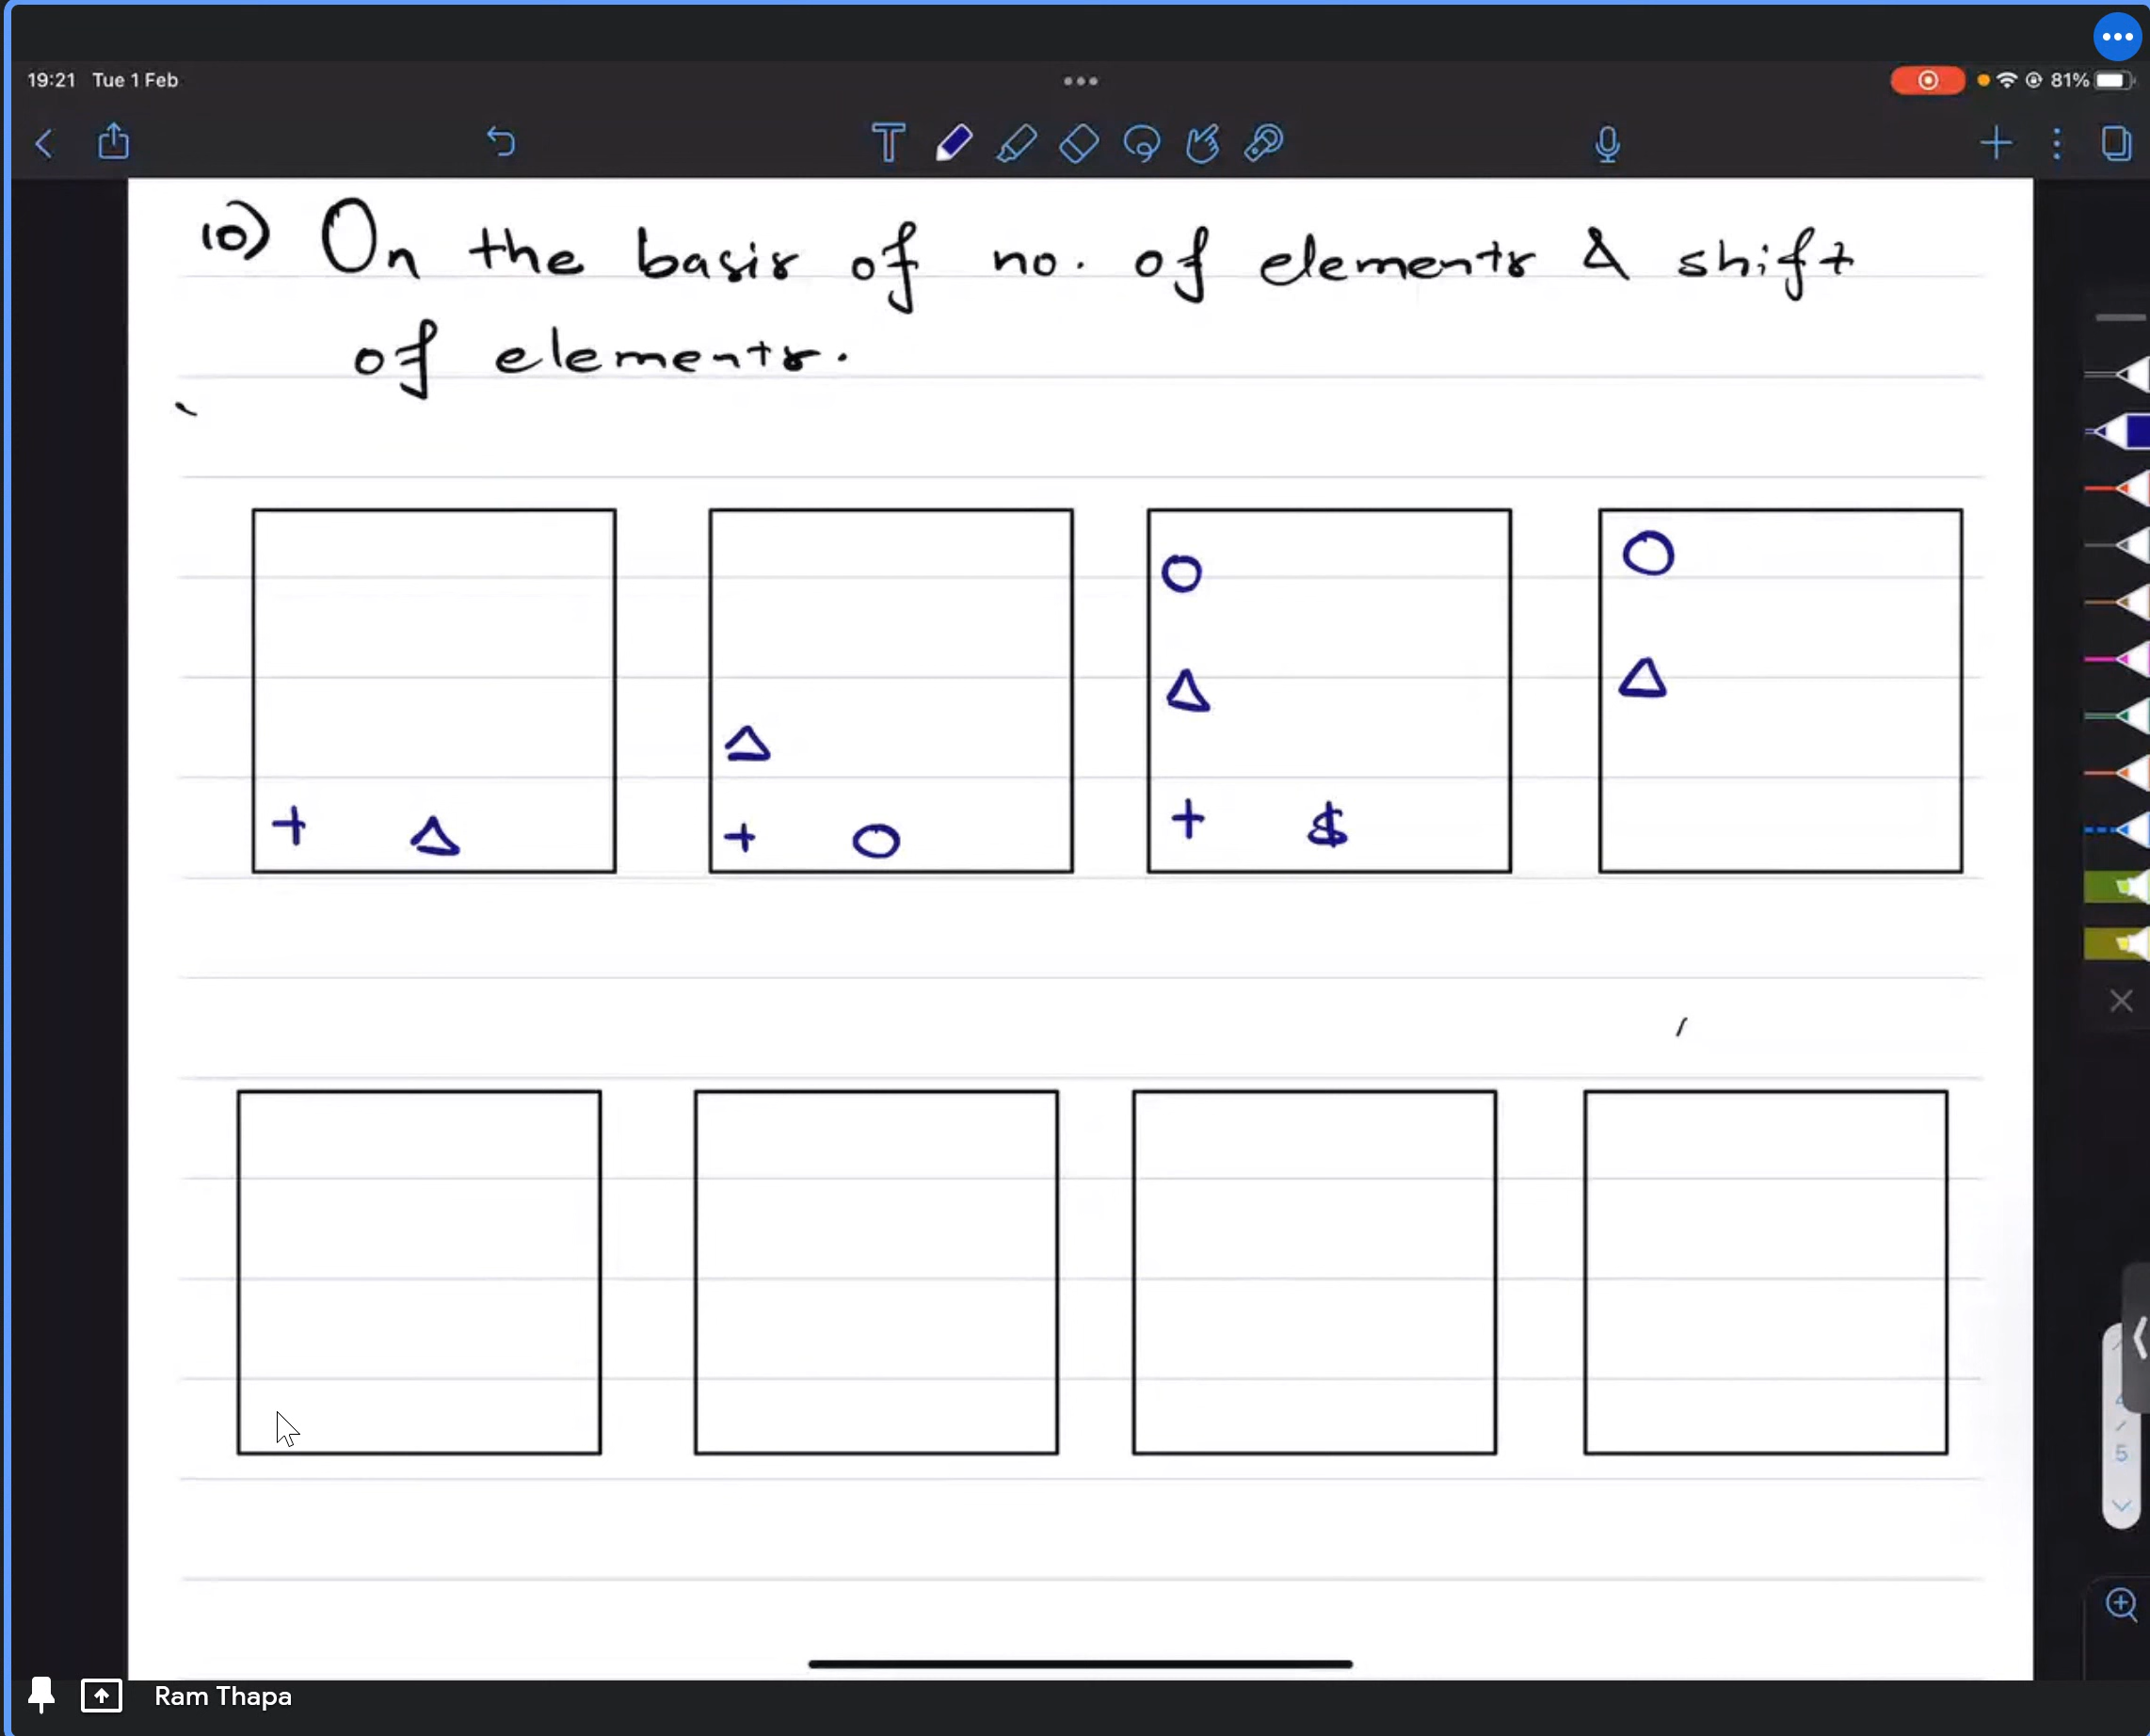 19:21 Tue 1 Feb
81%
T
10) On the basis of no. of elements & shift
of elements.
+
+
+ $
5
Ram Thapa